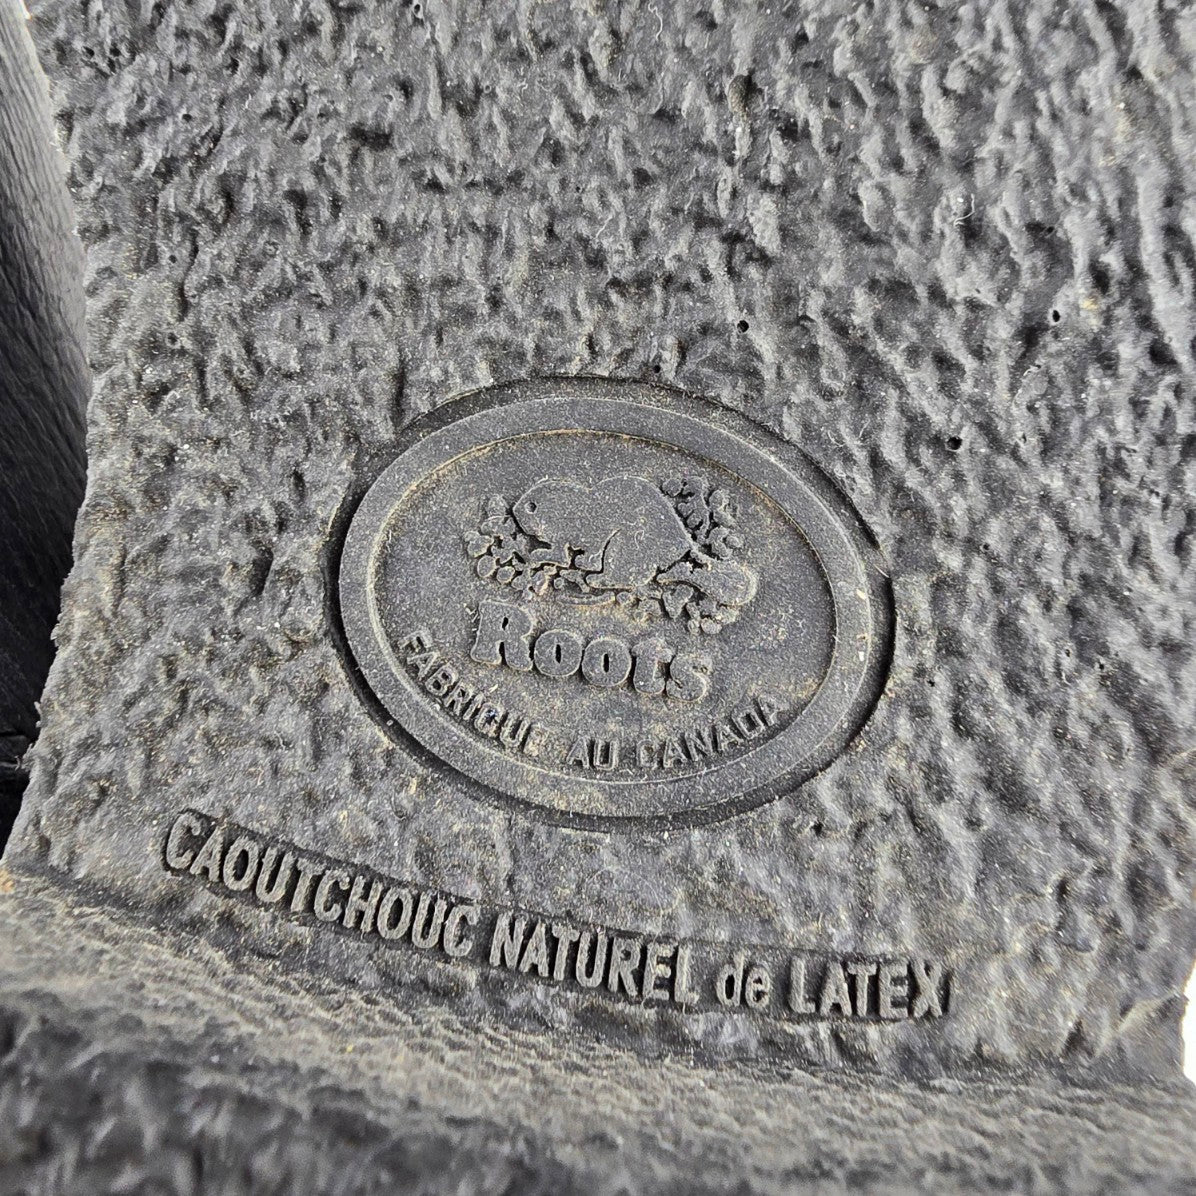 Roots
FABRIQUE AU CANADA
CAOUTCHOUC NATUREL de LATEX